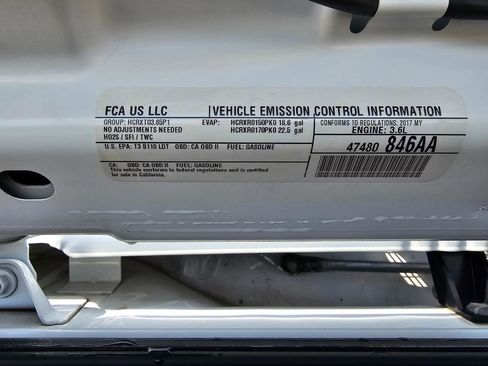 FCA US LLC
VEHICLE EMISSION CONTROL INFORMATION
GROUP: HCRXT03.65P1
EVAP: HCRXR0150PK0 18.6 gal
CONFORMS TO REGULATIONS: 2017 MY
NO ADJUSTMENTS NEEDED
HCRXR0170PK0 22.5 gal
ENGINE: 3.6L
HO2S / SFI / TWC
47480 846AA
U.S. EPA: T3 B110 LDT OBD: CA OBD II FUEL: GASOLINE
CA: OBD: CA OBD II FUEL: GASOLINE
This vehicle conforms to federal regulations and is not
for sale in California.